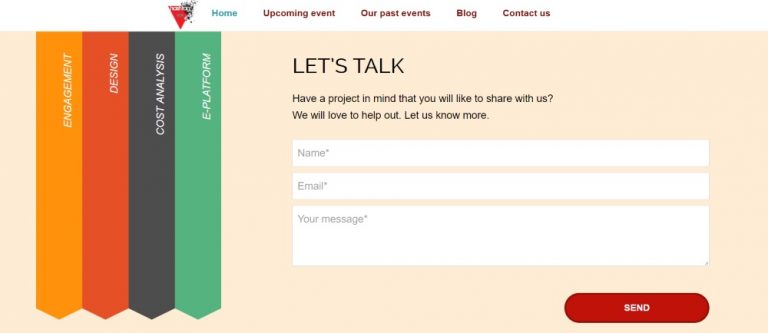 Home
Upcoming event
Our past events
Blog
Contact us
ENGAGEMENT
DESIGN
COST ANALYSIS
E-PLATFORM
LET'S TALK
Have a project in mind that you will like to share with us?
We will love to help out. Let us know more.
Name*
Email*
Your message*
SEND